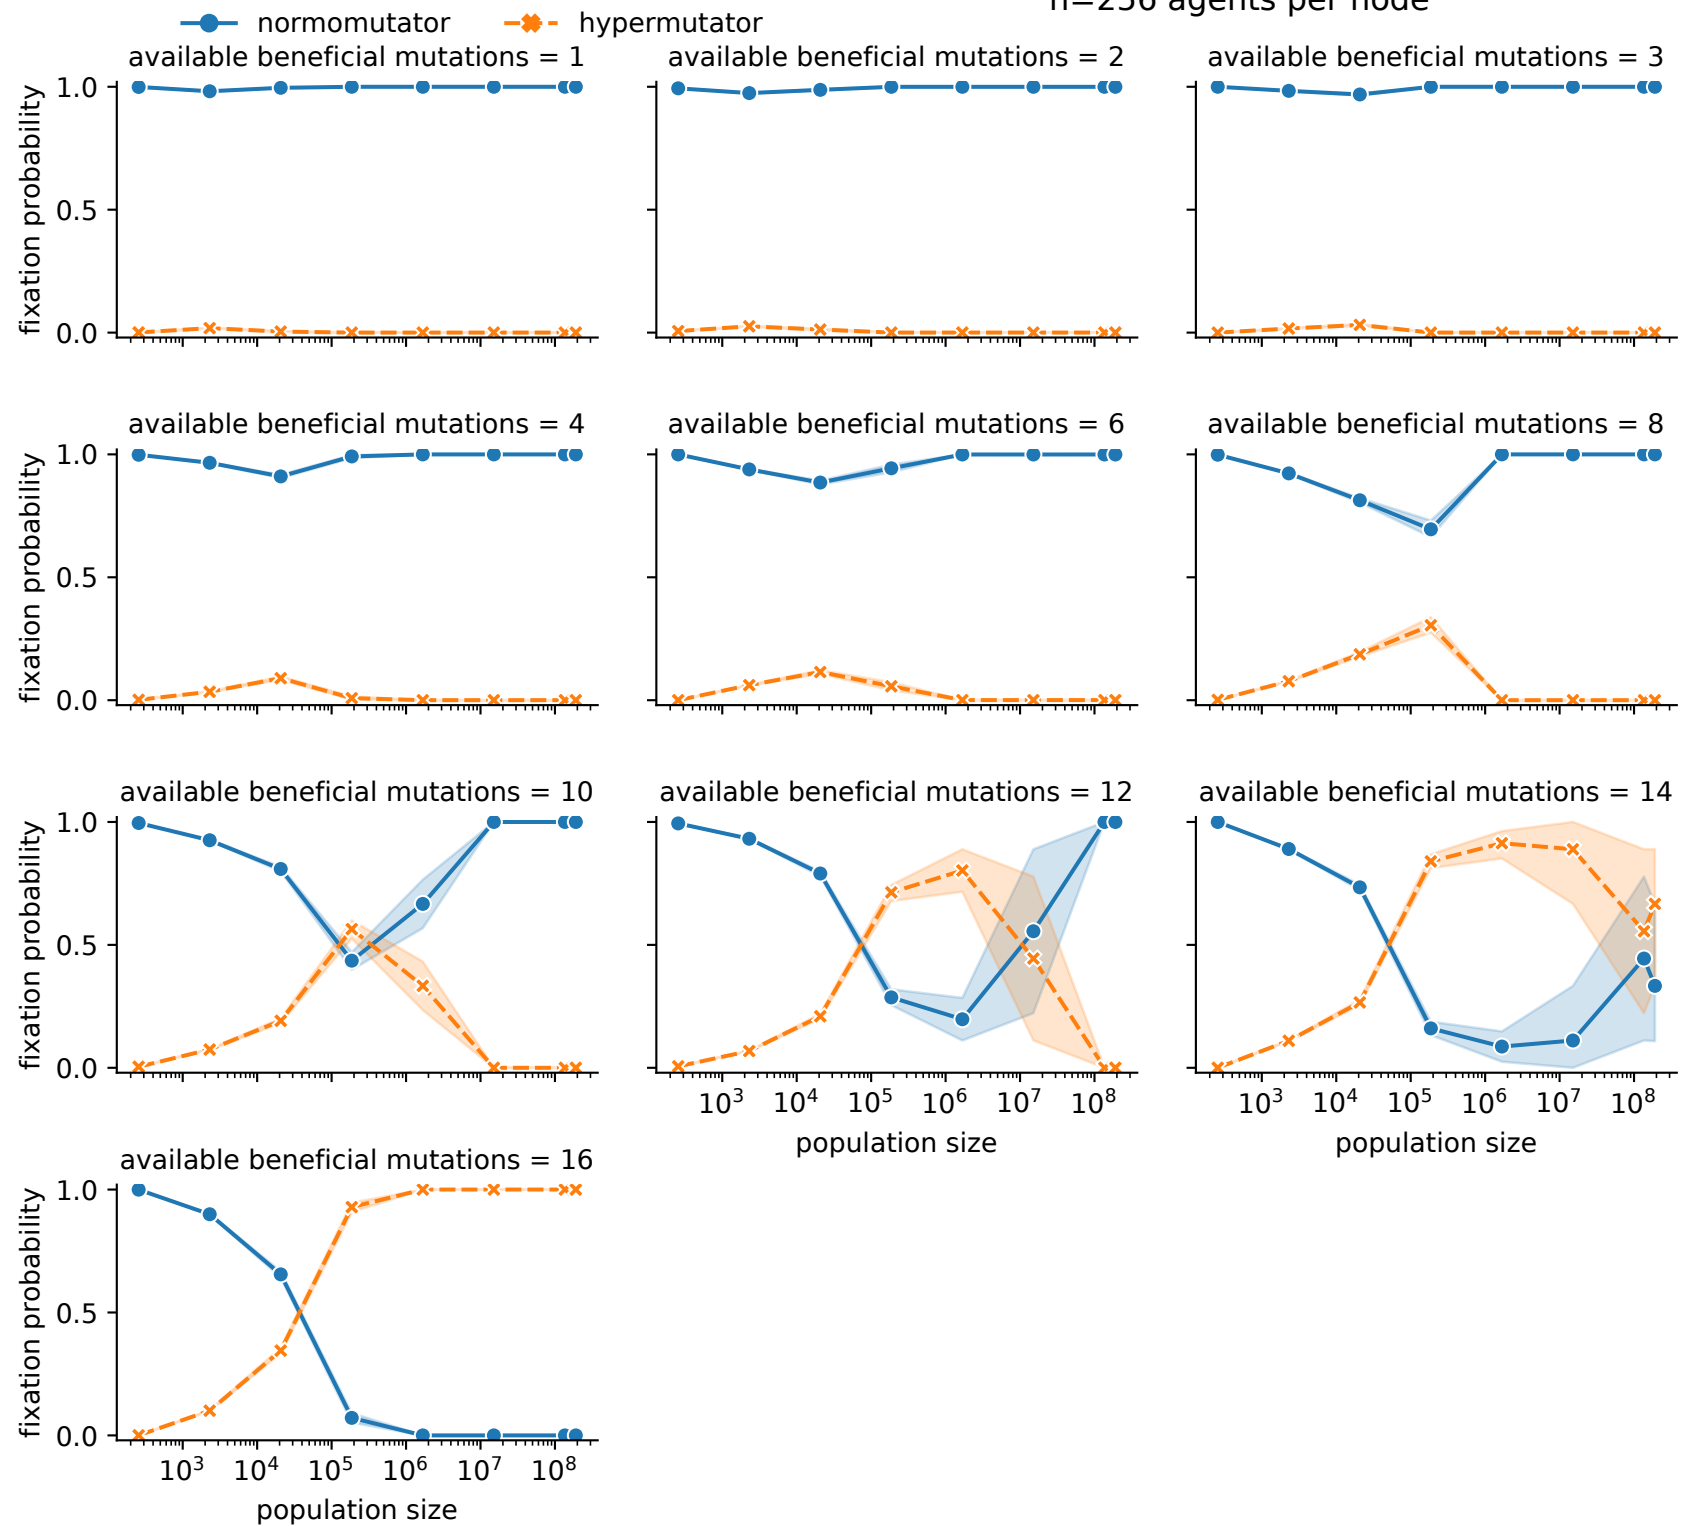 n=256 agents per node
normomutator hypermutator
available beneficial mutations = 1
available beneficial mutations = 2
available beneficial mutations = 3
fixation probability
1.0
0.5
0.0
available beneficial mutations = 4
available beneficial mutations = 6
available beneficial mutations = 8
fixation probability
1.0
0.5
0.0
available beneficial mutations = 10
available beneficial mutations = 12
available beneficial mutations = 14
fixation probability
1.0
0.5
0.0
10³ 10⁴ 10⁵ 10⁶ 10⁷ 10⁸
population size
10³ 10⁴ 10⁵ 10⁶ 10⁷ 10⁸
population size
available beneficial mutations = 16
fixation probability
1.0
0.5
0.0
10³ 10⁴ 10⁵ 10⁶ 10⁷ 10⁸
population size